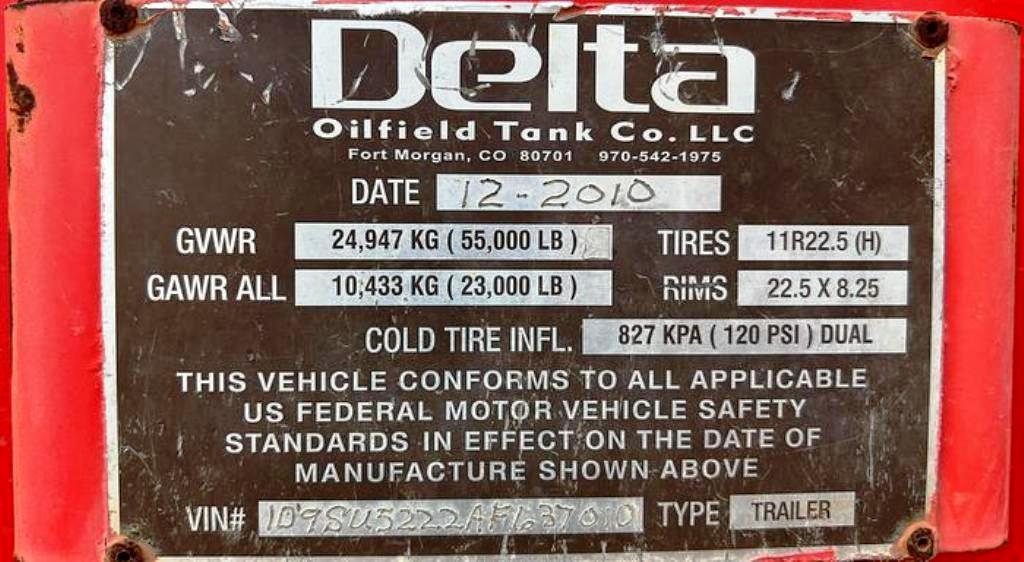 Delta
Oilfield Tank Co. LLC
Fort Morgan, CO 80701 970-542-1975
DATE 12-2010
GVWR 24,947 KG ( 55,000 LB ) TIRES 11R22.5 (H)
GAWR ALL 10,433 KG ( 23,000 LB ) RIMS 22.5 X 8.25
COLD TIRE INFL. 827 KPA ( 120 PSI ) DUAL
THIS VEHICLE CONFORMS TO ALL APPLICABLE
US FEDERAL MOTOR VEHICLE SAFETY
STANDARDS IN EFFECT ON THE DATE OF
MANUFACTURE SHOWN ABOVE
VIN# 1D9SU5222AF637010 TYPE TRAILER